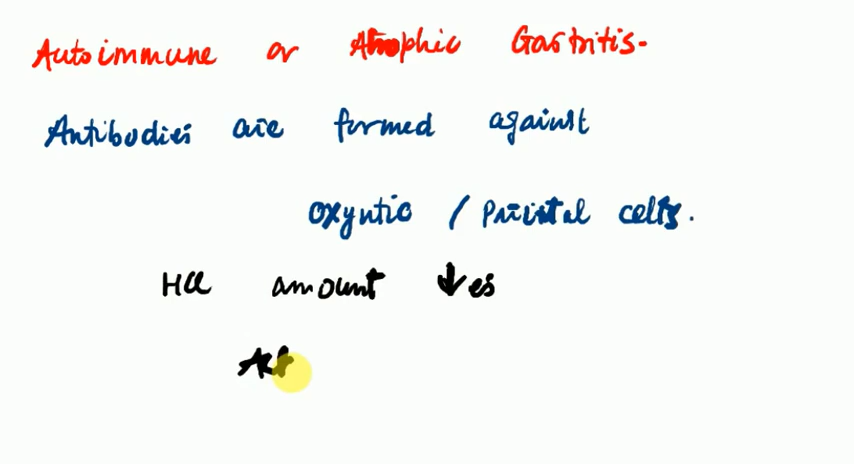 Autoimmune or Atrophic Gastritis.
Antibodies are formed against
oxyntic / Parietal cells.
HCl amount ↓es